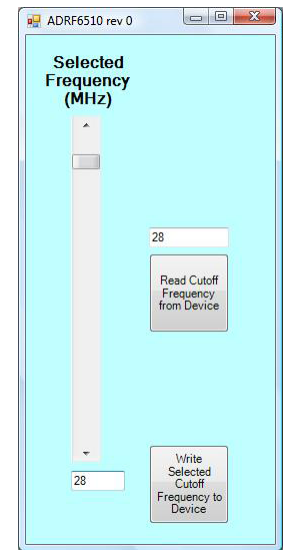 ADRF6510 rev 0
Selected
Frequency
(MHz)
28
Read Cutoff
Frequency
from Device
28
Write
Selected
Cutoff
Frequency to
Device